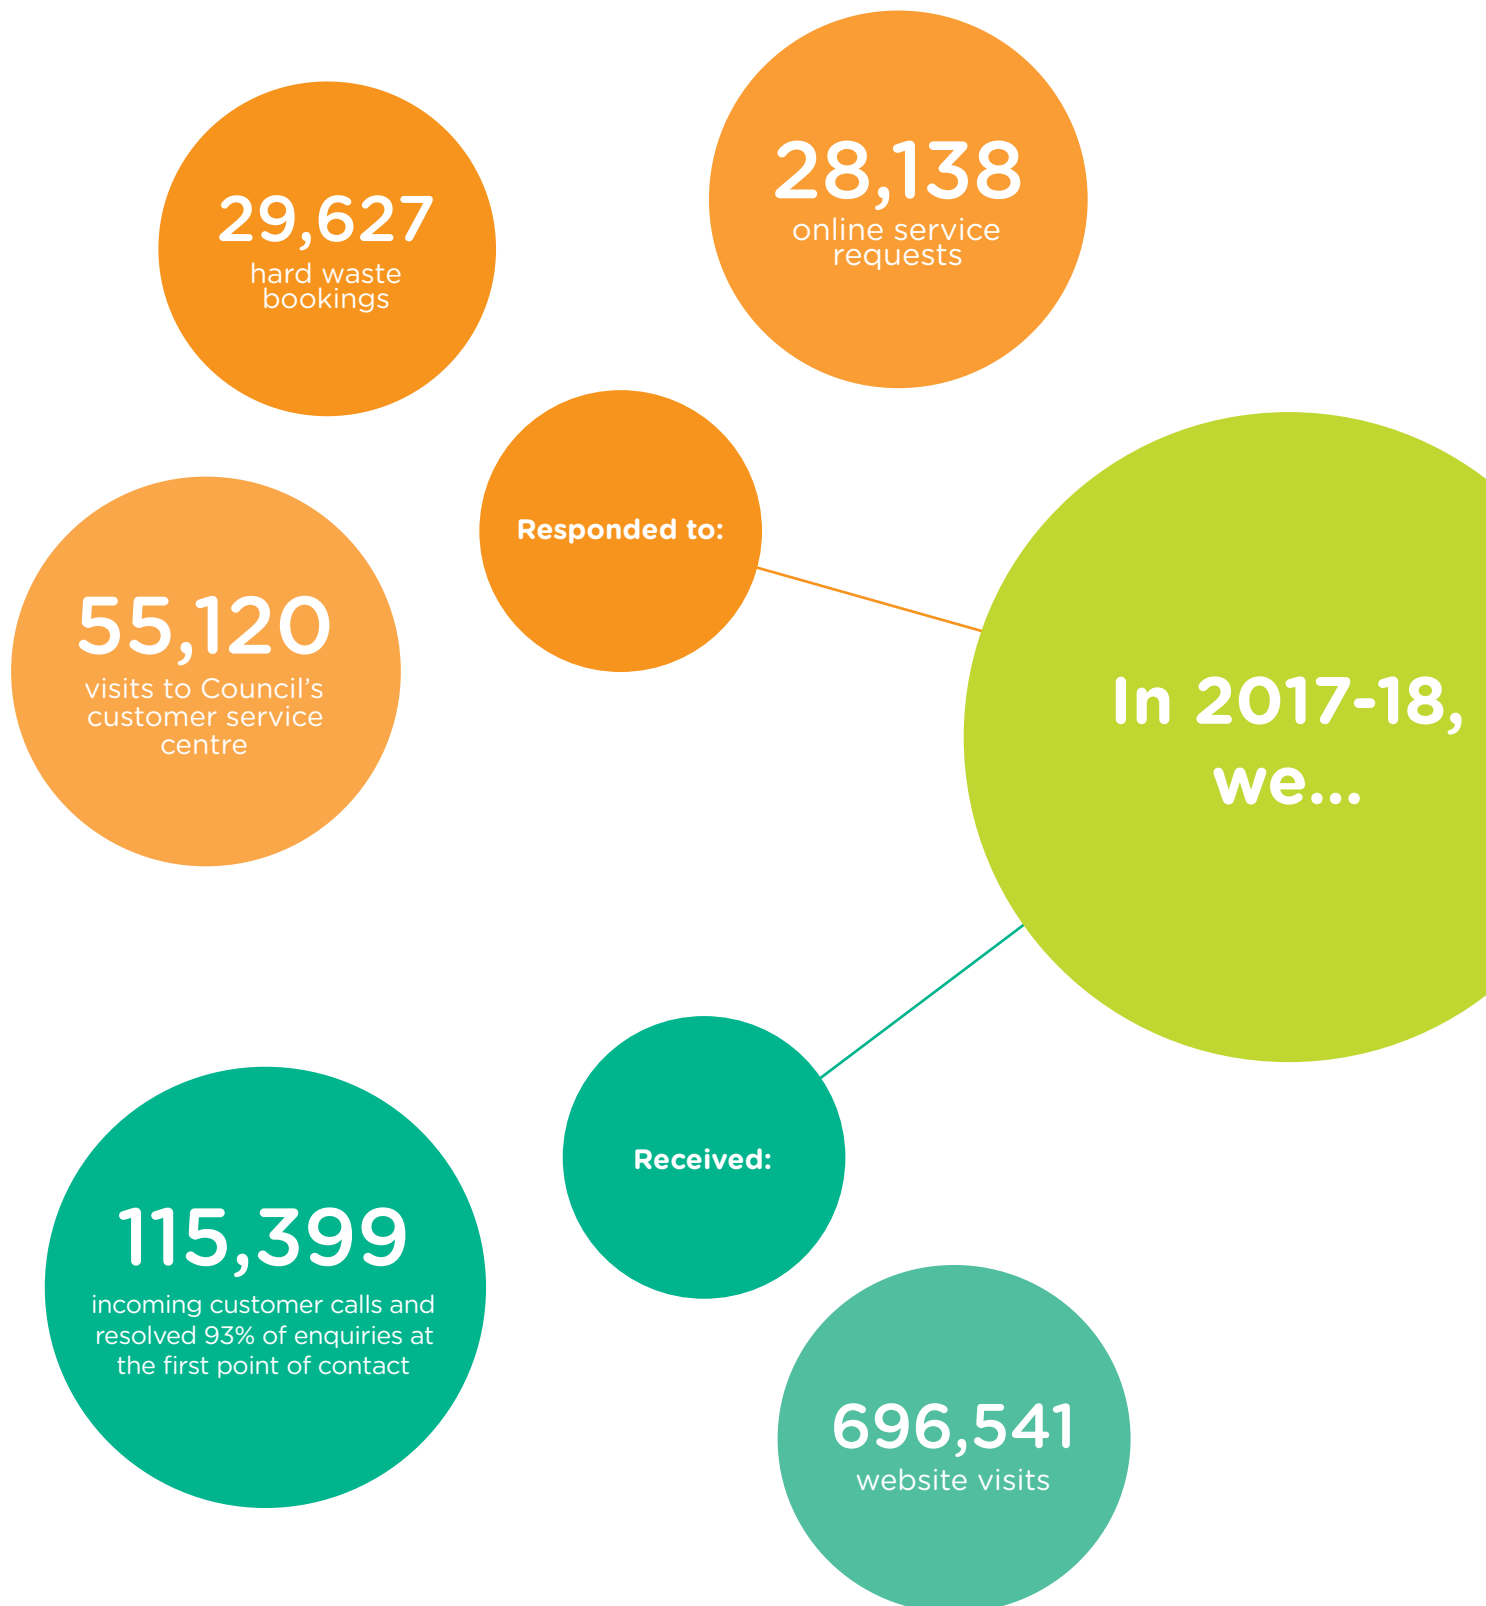 28,138
online service
requests
29,627
hard waste
bookings
Responded to:
55,120
visits to Council’s
customer service
centre
In 2017-18,
we...
Received:
115,399
incoming customer calls and
resolved 93% of enquiries at
the first point of contact
696,541
website visits